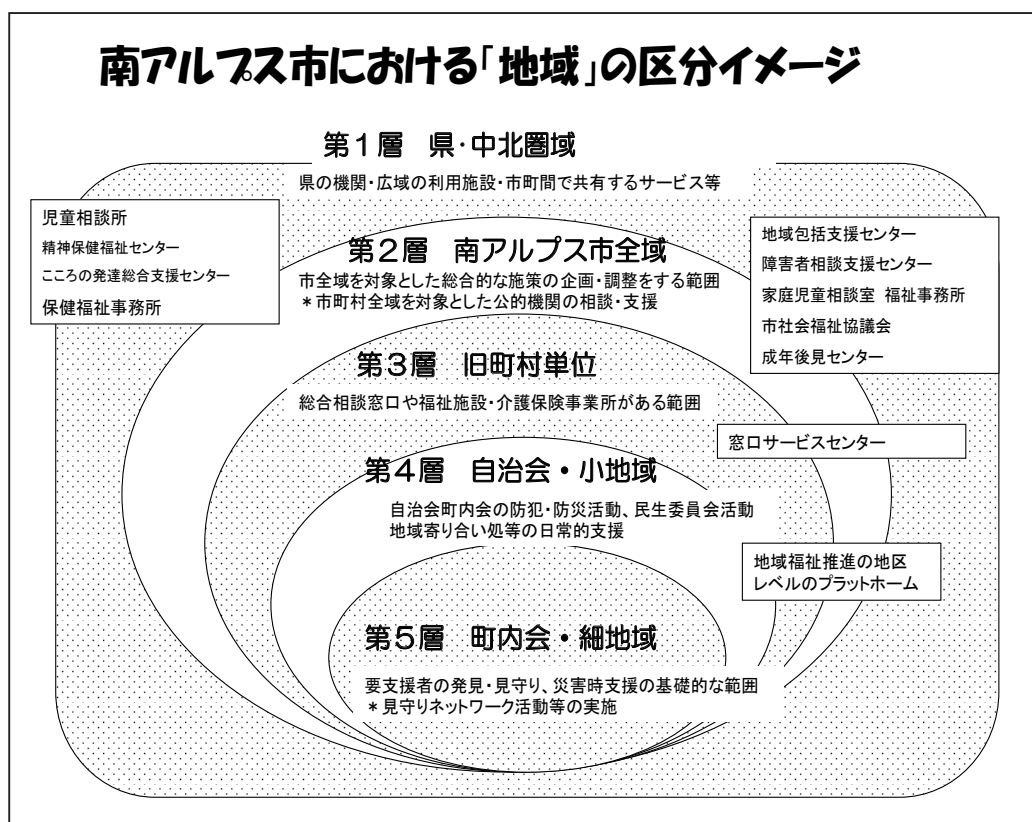 南アルプス市における「地域」の区分イメージ
第１層　県・中北圏域
県の機関・広域の利用施設・市町間で共有するサービス等
児童相談所
精神保健福祉センター
こころの発達総合支援センター
保健福祉事務所
第２層　南アルプス市全域
市全域を対象とした総合的な施策の企画・調整をする範囲
＊市町村全域を対象とした公的機関の相談・支援
地域包括支援センター
障害者相談支援センター
家庭児童相談室　福祉事務所
市社会福祉協議会
成年後見センター
第３層　旧町村単位
総合相談窓口や福祉施設・介護保険事業所がある範囲
窓口サービスセンター
第４層　自治会・小地域
自治会町内会の防犯・防災活動、民生委員会活動
地域寄り合い処等の日常的支援
地域福祉推進の地区
レベルのプラットホーム
第５層　町内会・細地域
要支援者の発見・見守り、災害時支援の基礎的な範囲
＊見守りネットワーク活動等の実施